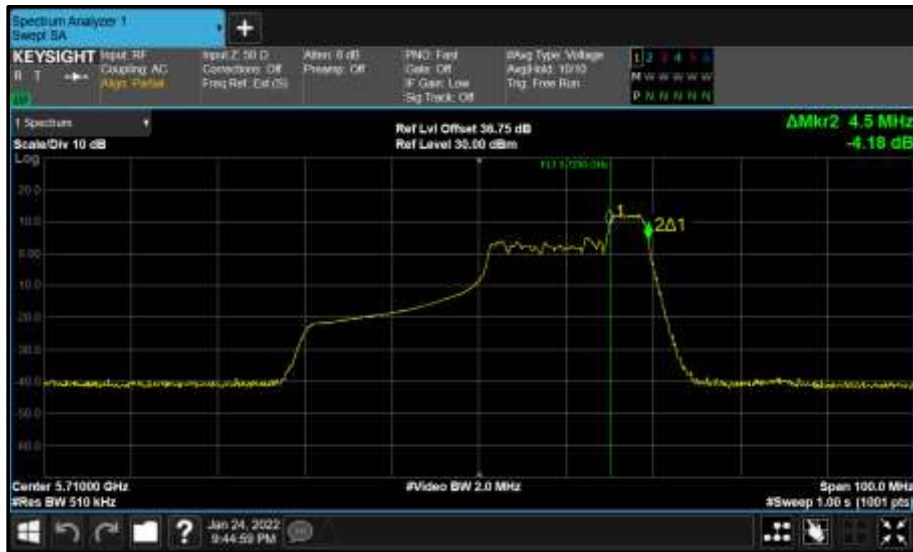 Spectrum Analyzer 1
Swept SA
+
KEYSIGHT
R T
Input: RF
Coupling: AC
Align: Partial
Input Z: 50 Ω
Corrections: Off
Freq Ref: Ext (S)
Atten: 6 dB
Preamp: Off
PNO: Fast
Gate: Off
IF Gain: Low
Sig Track: Off
#Avg Type: Voltage
Avg|Hold: 10/10
Trig: Free Run
1 2 3 4 5 6
M W W W W W
P N N N N N
1 Spectrum
Scale/Div 10 dB
Ref Lvl Offset 36.75 dB
Ref Level 30.00 dBm
ΔMkr2 4.5 MHz
-4.18 dB
Log
20.0
10.0
0.00
-10.0
-20.0
-30.0
-40.0
-50.0
-60.0
1
2Δ1
Center 5.71000 GHz
#Res BW 510 kHz
#Video BW 2.0 MHz
Span 100.0 MHz
#Sweep 1.00 s (1001 pts)
?
Jan 24, 2022
9:44:59 PM